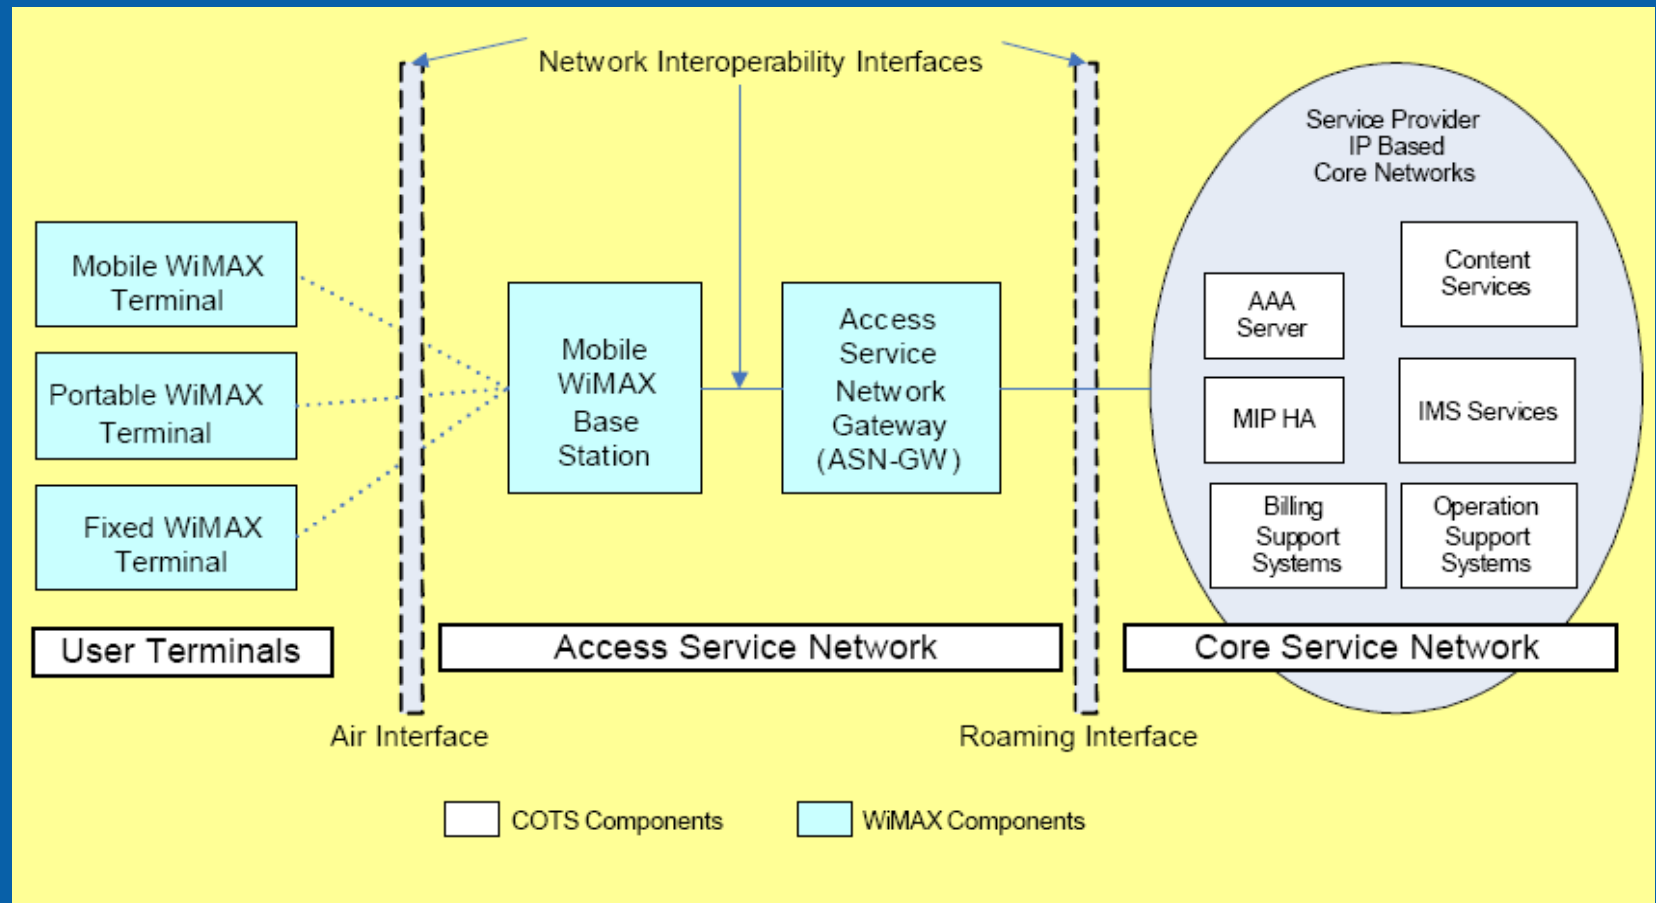 Network Interoperability Interfaces
Service Provider
IP Based
Core Networks
Mobile WiMAX
Terminal
Portable WiMAX
Terminal
Fixed WiMAX
Terminal
Mobile
WiMAX
Base
Station
Access
Service
Network
Gateway
(ASN-GW)
AAA
Server
Content
Services
MIP HA
IMS Services
Billing
Support
Systems
Operation
Support
Systems
User Terminals
Access Service Network
Core Service Network
Air Interface
Roaming Interface
COTS Components
WiMAX Components